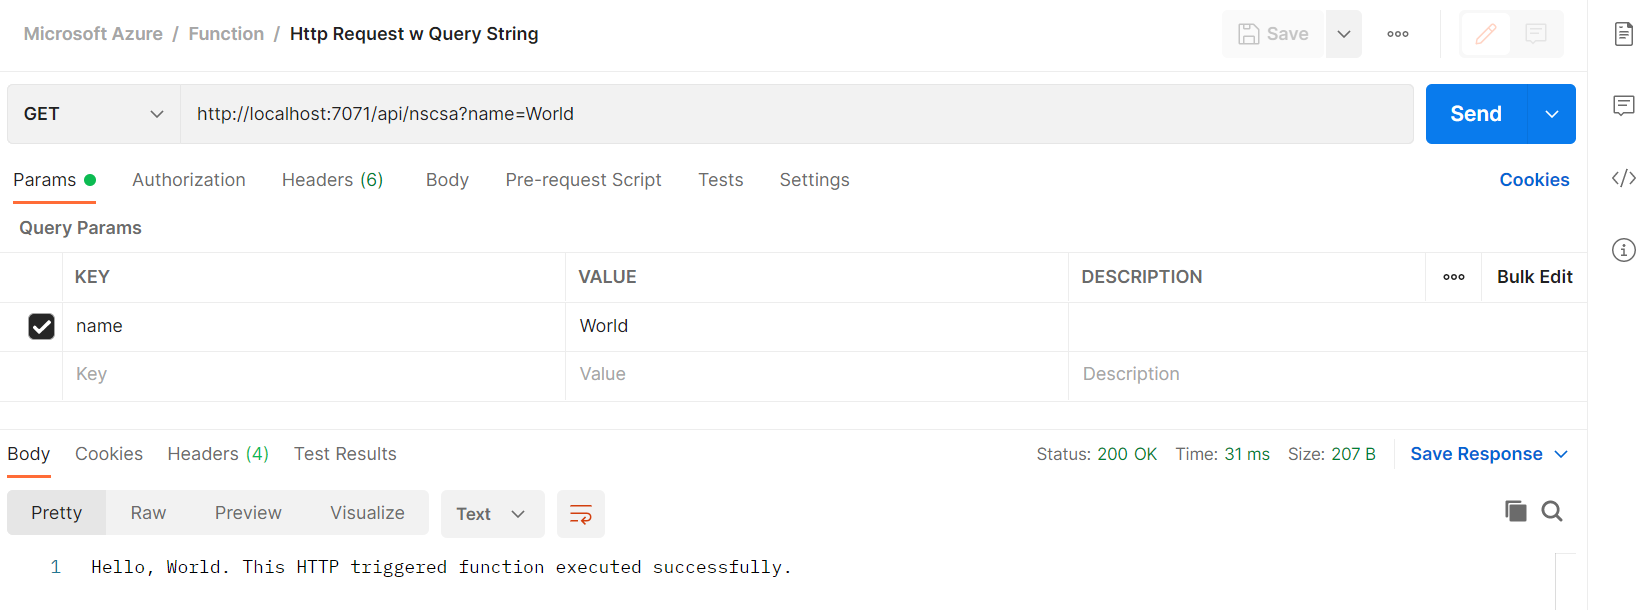 Microsoft Azure / Function / Http Request w Query String Save
GET http://localhost:7071/api/nscsa?name=World Send
Params Authorization Headers (6) Body Pre-request Script Tests Settings Cookies
Query Params
KEY VALUE DESCRIPTION Bulk Edit
name World
Key Value Description
Body Cookies Headers (4) Test Results Status: 200 OK Time: 31 ms Size: 207 B Save Response
Pretty Raw Preview Visualize Text
1 Hello, World. This HTTP triggered function executed successfully.